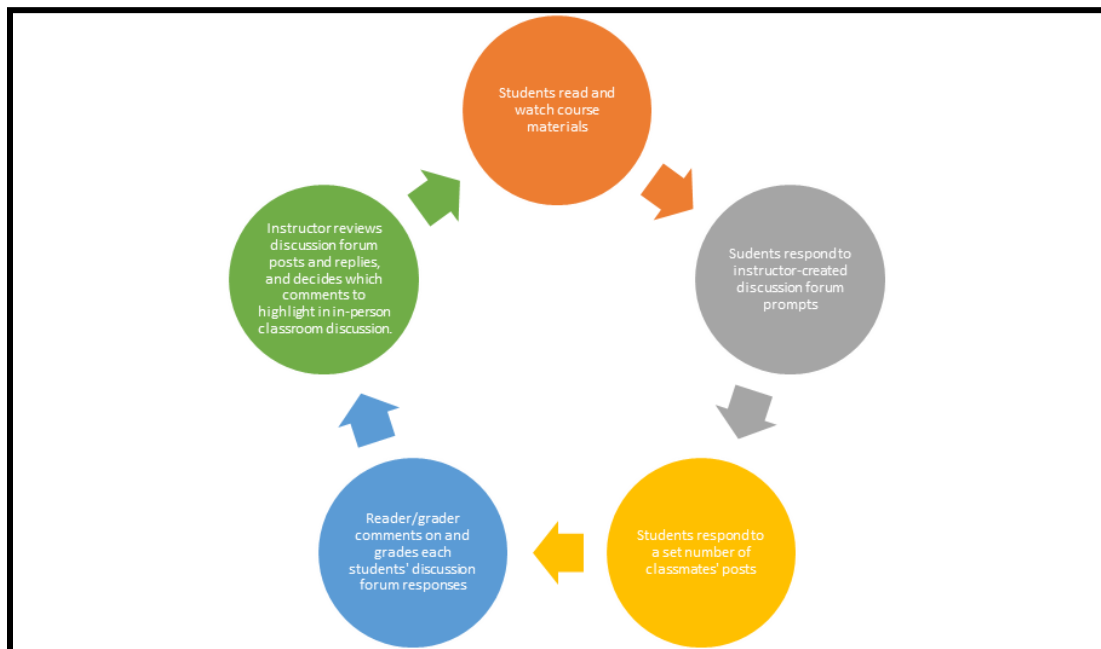 Students read and
watch course
materials
Sudents respond to
instructor-created
discussion forum
prompts
Students respond to
a set number of
classmates' posts
Reader/grader
comments on and
grades each
students' discussion
forum responses
Instructor reviews
discussion forum
posts and replies,
and decides which
comments to
highlight in in-person
classroom discussion.